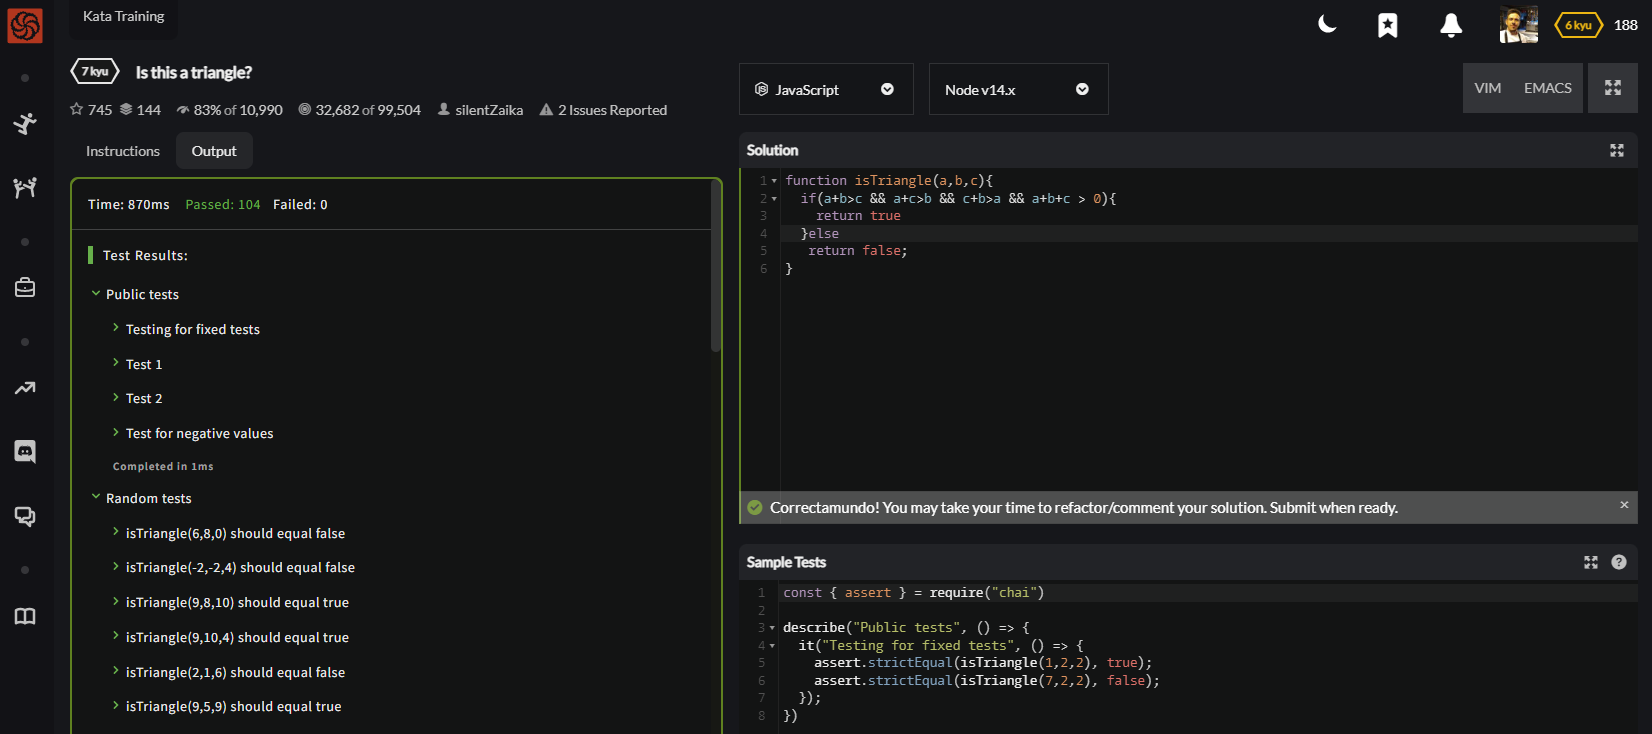 Kata Training
6 kyu 188
7 kyu Is this a triangle?
745 144 83% of 10,990 32,682 of 99,504 silentZaika 2 Issues Reported
Instructions Output
Time: 870ms Passed: 104 Failed: 0
Test Results:
Public tests
Testing for fixed tests
Test 1
Test 2
Test for negative values
Completed in 1ms
Random tests
isTriangle(6,8,0) should equal false
isTriangle(-2,-2,4) should equal false
isTriangle(9,8,10) should equal true
isTriangle(9,10,4) should equal true
isTriangle(2,1,6) should equal false
isTriangle(9,5,9) should equal true
JavaScript Node v14.x VIM EMACS
Solution
1 function isTriangle(a,b,c){
2 if(a+b>c && a+c>b && c+b>a && a+b+c > 0){
3 return true
4 }else
5 return false;
6 }
Correctamundo! You may take your time to refactor/comment your solution. Submit when ready. ×
Sample Tests ?
1 const { assert } = require("chai")
2
3 describe("Public tests", () => {
4 it("Testing for fixed tests", () => {
5 assert.strictEqual(isTriangle(1,2,2), true);
6 assert.strictEqual(isTriangle(7,2,2), false);
7 });
8 })